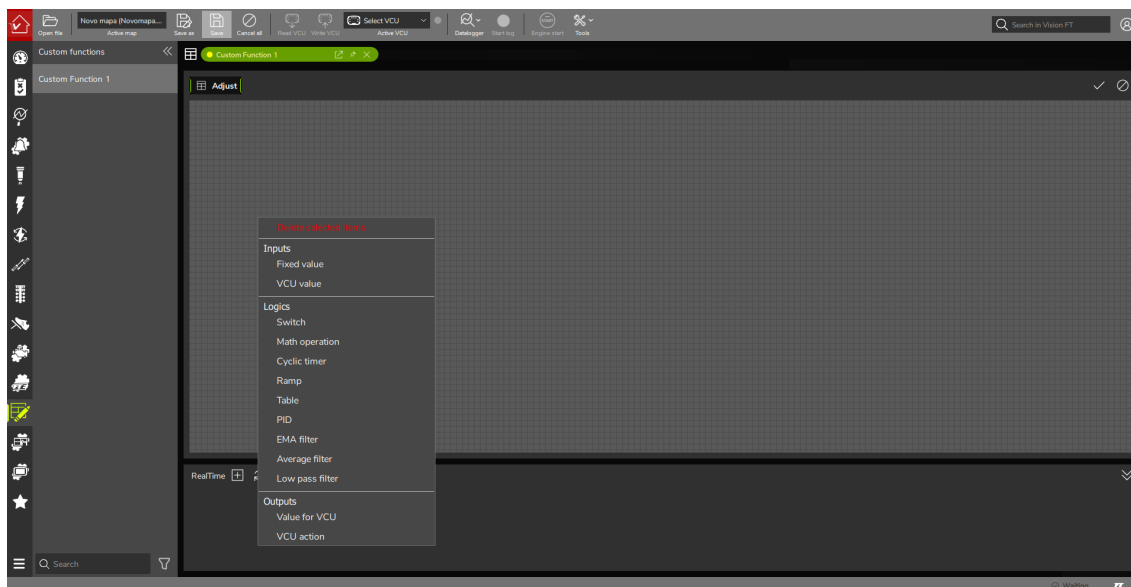 Novo mapa (Novomapa...
Select VCU
Search in Vision FT
Open file
Active map
Save as
Save
Cancel all
Read VCU
Write VCU
Active VCU
Datalogger
Start log
Engine start
Tools
START
Custom functions
Custom Function 1
Custom Function 1
Adjust
Delete selected items
Inputs
Fixed value
VCU value
Logics
Switch
Math operation
Cyclic timer
Ramp
Table
PID
EMA filter
Average filter
Low pass filter
Outputs
Value for VCU
VCU action
RealTime
Search
Waiting